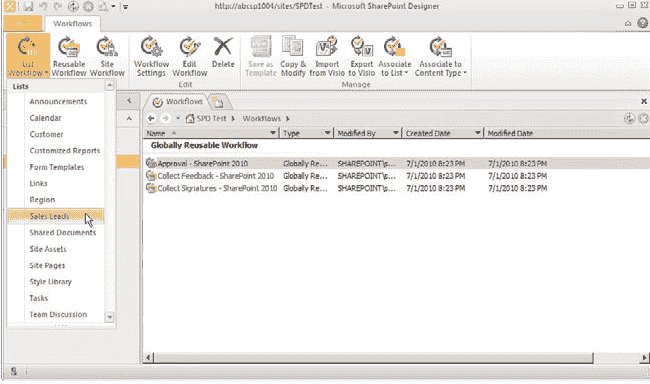 http://abcsp1004/sites/SPDTest - Microsoft SharePoint Designer
Workflows
List Workflow
Reusable Workflow
Site Workflow
Workflow Settings
Edit Workflow
Delete
Save as Template
Copy & Modify
Import from Visio
Export to Visio
Associate to List
Associate to Content Type
Edit
Manage
Lists
Announcements
Calendar
Customer
Customized Reports
Form Templates
Links
Region
Sales Leads
Shared Documents
Site Assets
Site Pages
Style Library
Tasks
Team Discussion
Workflows
SPD Test
Workflows
Name Type Modified By Created Date Modified Date
Globally Reusable Workflow
Approval - SharePoint 2010 Globally Re... SHAREPOINT\s... 7/1/2010 8:23 PM 7/1/2010 8:23 PM
Collect Feedback - SharePoint 2010 Globally Re... SHAREPOINT\s... 7/1/2010 8:23 PM 7/1/2010 8:23 PM
Collect Signatures - SharePoint 2010 Globally Re... SHAREPOINT\s... 7/1/2010 8:23 PM 7/1/2010 8:23 PM